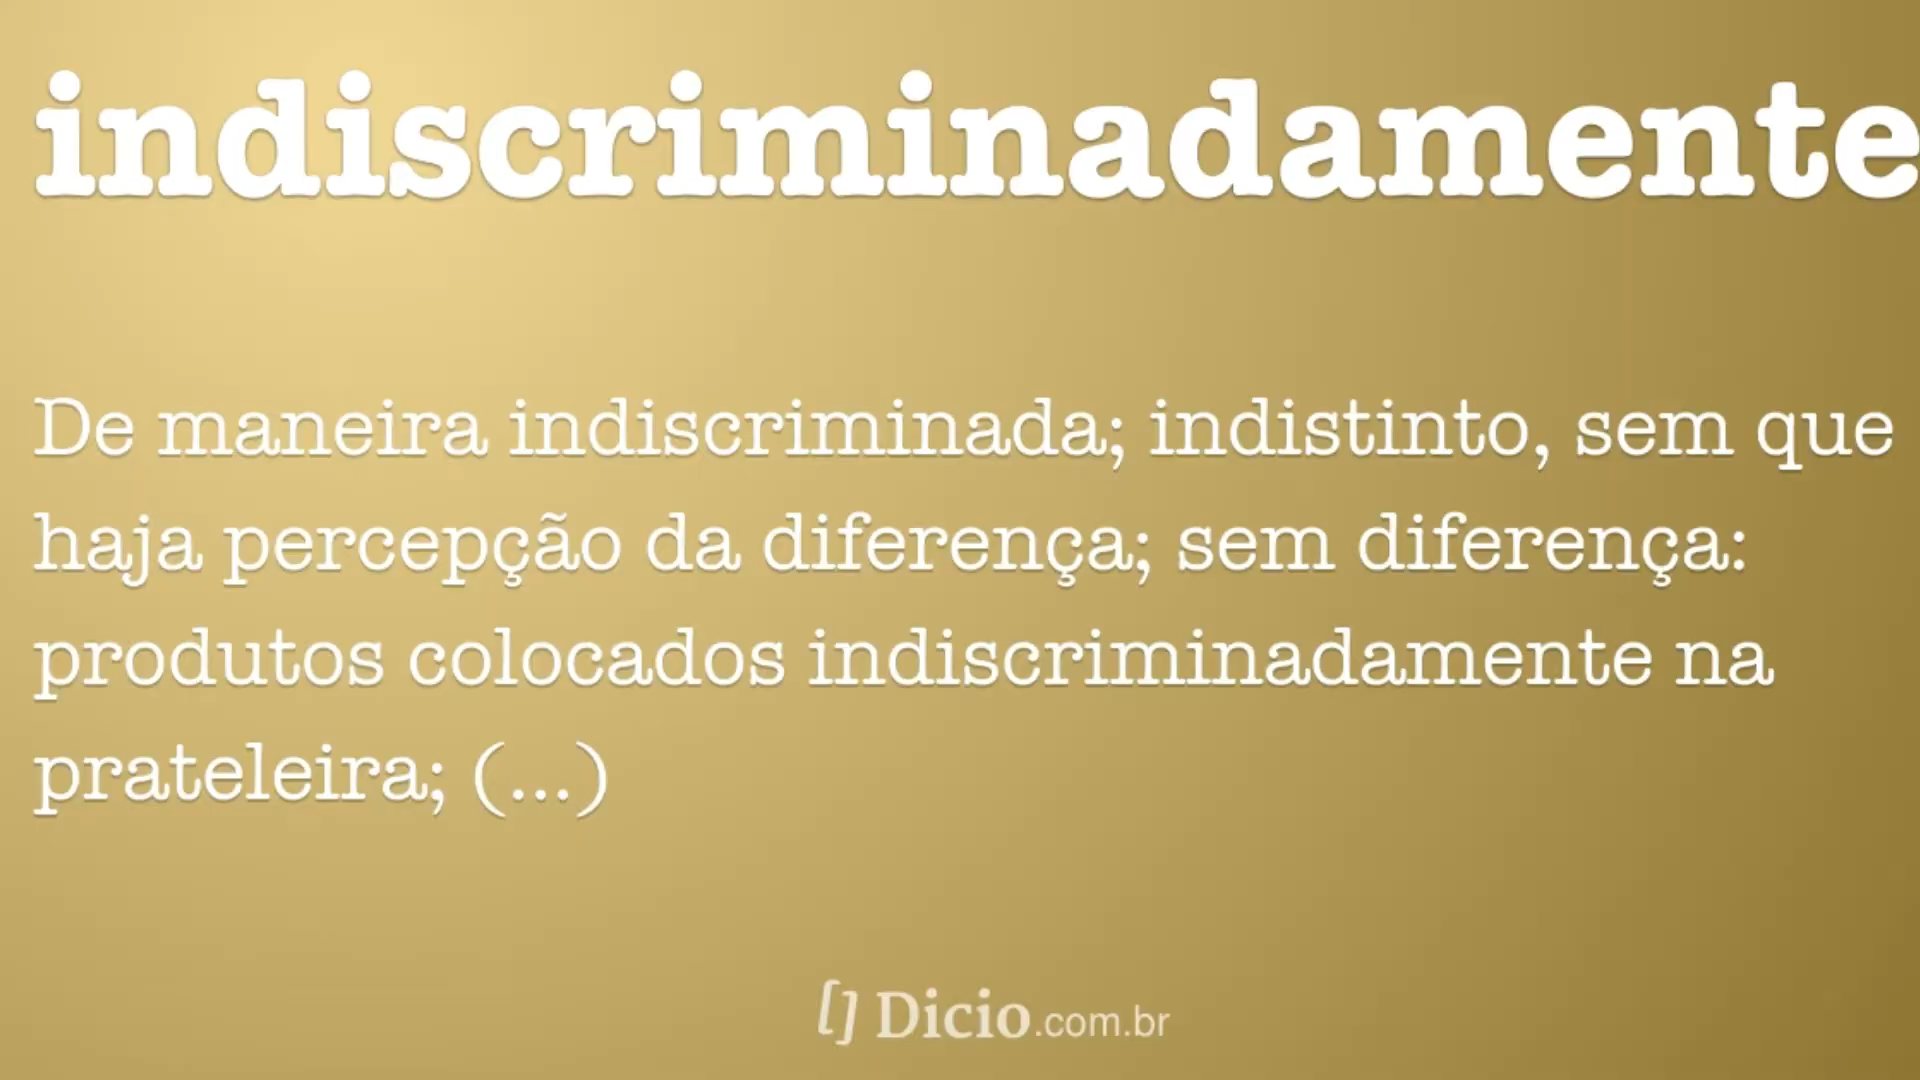 indiscriminadamente
De maneira indiscriminada; indistinto, sem que
haja percepção da diferença; sem diferença:
produtos colocados indiscriminadamente na
prateleira; (...)
[] Dicio.com.br